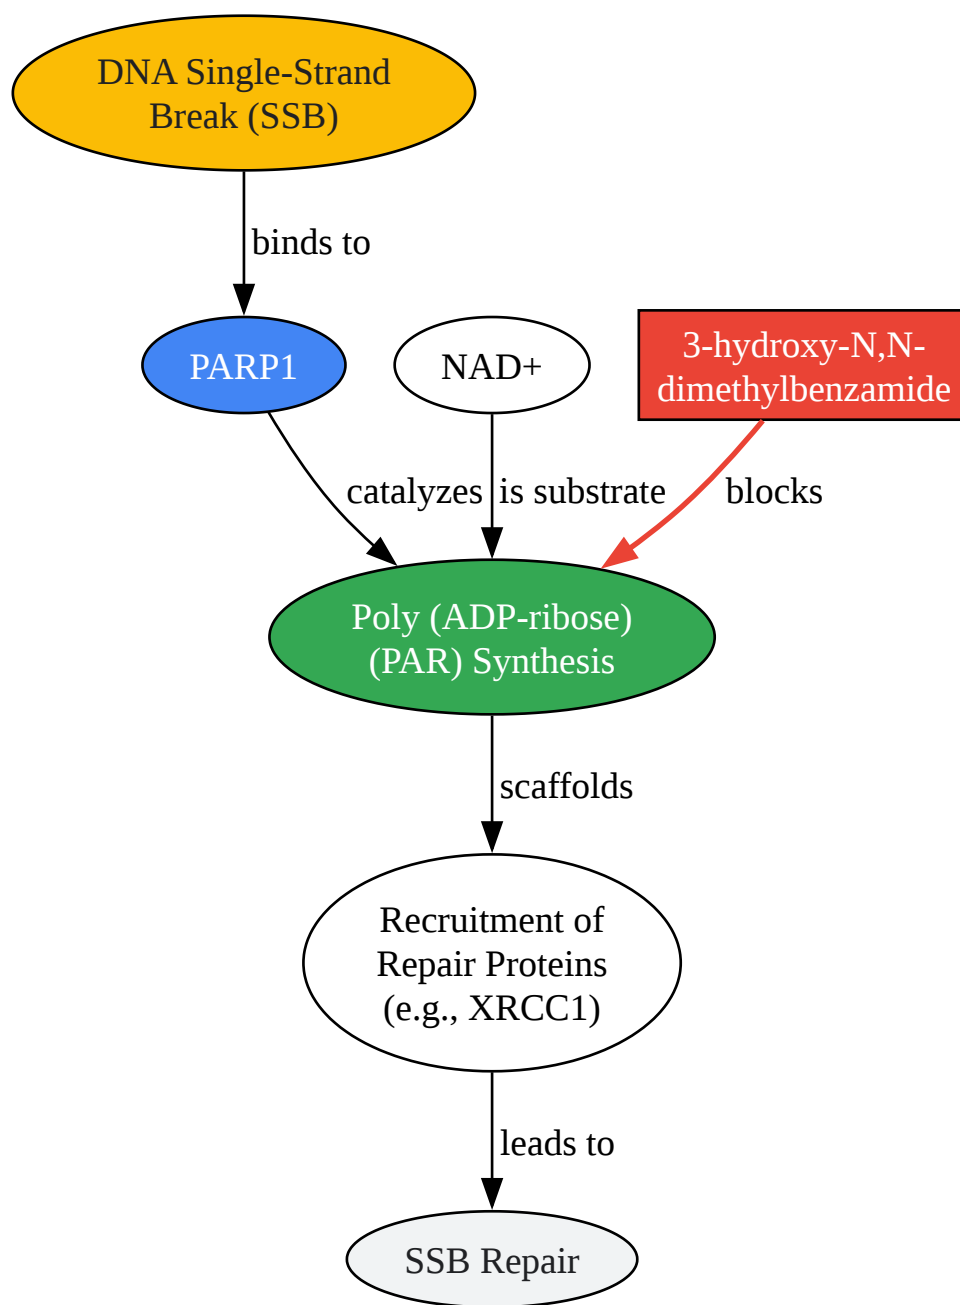 DNA Single-Strand
Break (SSB)
binds to
PARP1
NAD+
3-hydroxy-N,N-
dimethylbenzamide
catalyzes
is substrate
blocks
Poly (ADP-ribose)
(PAR) Synthesis
scaffolds
Recruitment of
Repair Proteins
(e.g., XRCC1)
leads to
SSB Repair